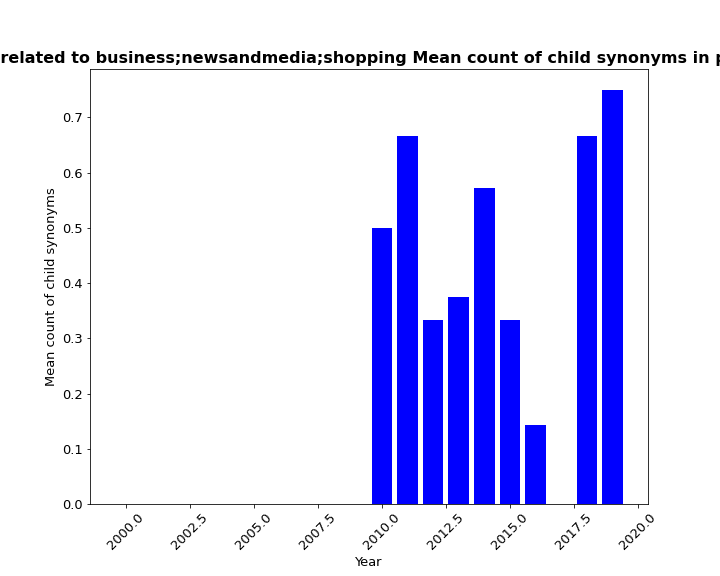 related to business;newsandmedia;shopping Mean count of child synonyms in
Mean count of child synonyms
0.7
0.6
0.5
0.4
0.3
0.2
0.1
0.0
2000.0 2002.5 2005.0 2007.5 2010.0 2012.5 2015.0 2017.5 2020.0
Year